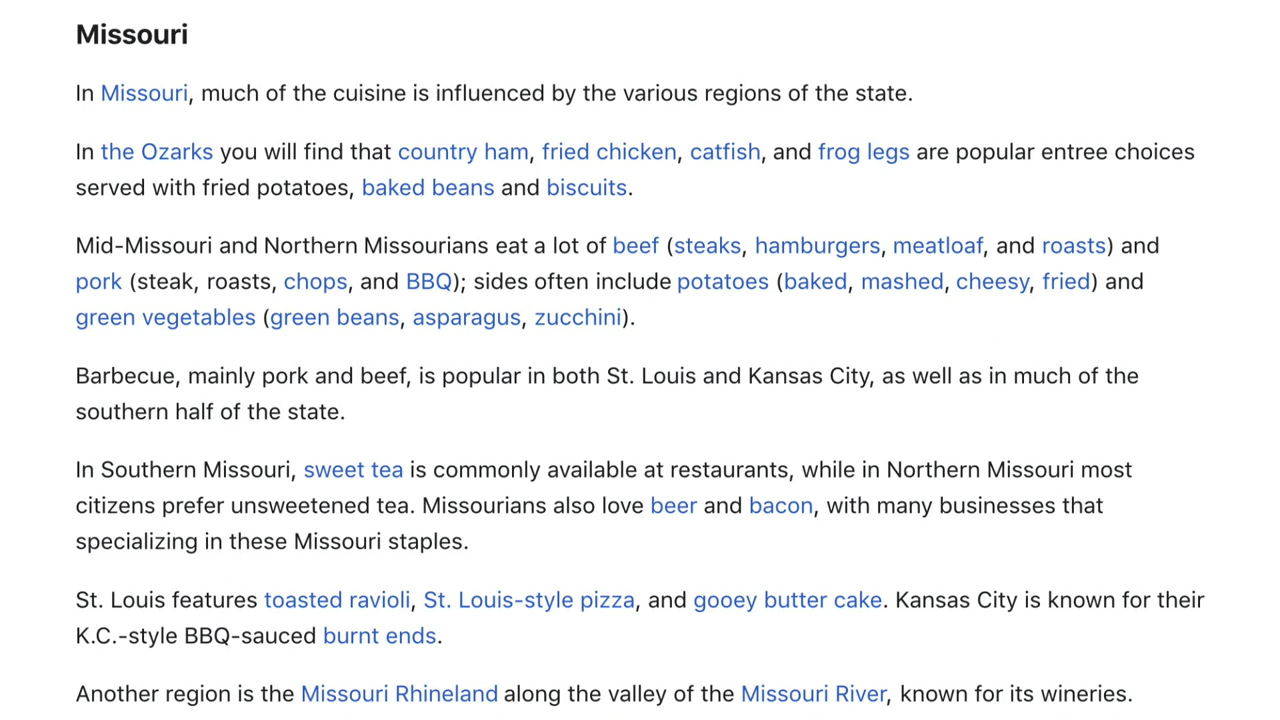 Missouri
In Missouri, much of the cuisine is influenced by the various regions of the state.
In the Ozarks you will find that country ham, fried chicken, catfish, and frog legs are popular entree choices
served with fried potatoes, baked beans and biscuits.
Mid-Missouri and Northern Missourians eat a lot of beef (steaks, hamburgers, meatloaf, and roasts) and
pork (steak, roasts, chops, and BBQ); sides often include potatoes (baked, mashed, cheesy, fried) and
green vegetables (green beans, asparagus, zucchini).
Barbecue, mainly pork and beef, is popular in both St. Louis and Kansas City, as well as in much of the
southern half of the state.
In Southern Missouri, sweet tea is commonly available at restaurants, while in Northern Missouri most
citizens prefer unsweetened tea. Missourians also love beer and bacon, with many businesses that
specializing in these Missouri staples.
St. Louis features toasted ravioli, St. Louis-style pizza, and gooey butter cake. Kansas City is known for their
K.C.-style BBQ-sauced burnt ends.
Another region is the Missouri Rhineland along the valley of the Missouri River, known for its wineries.